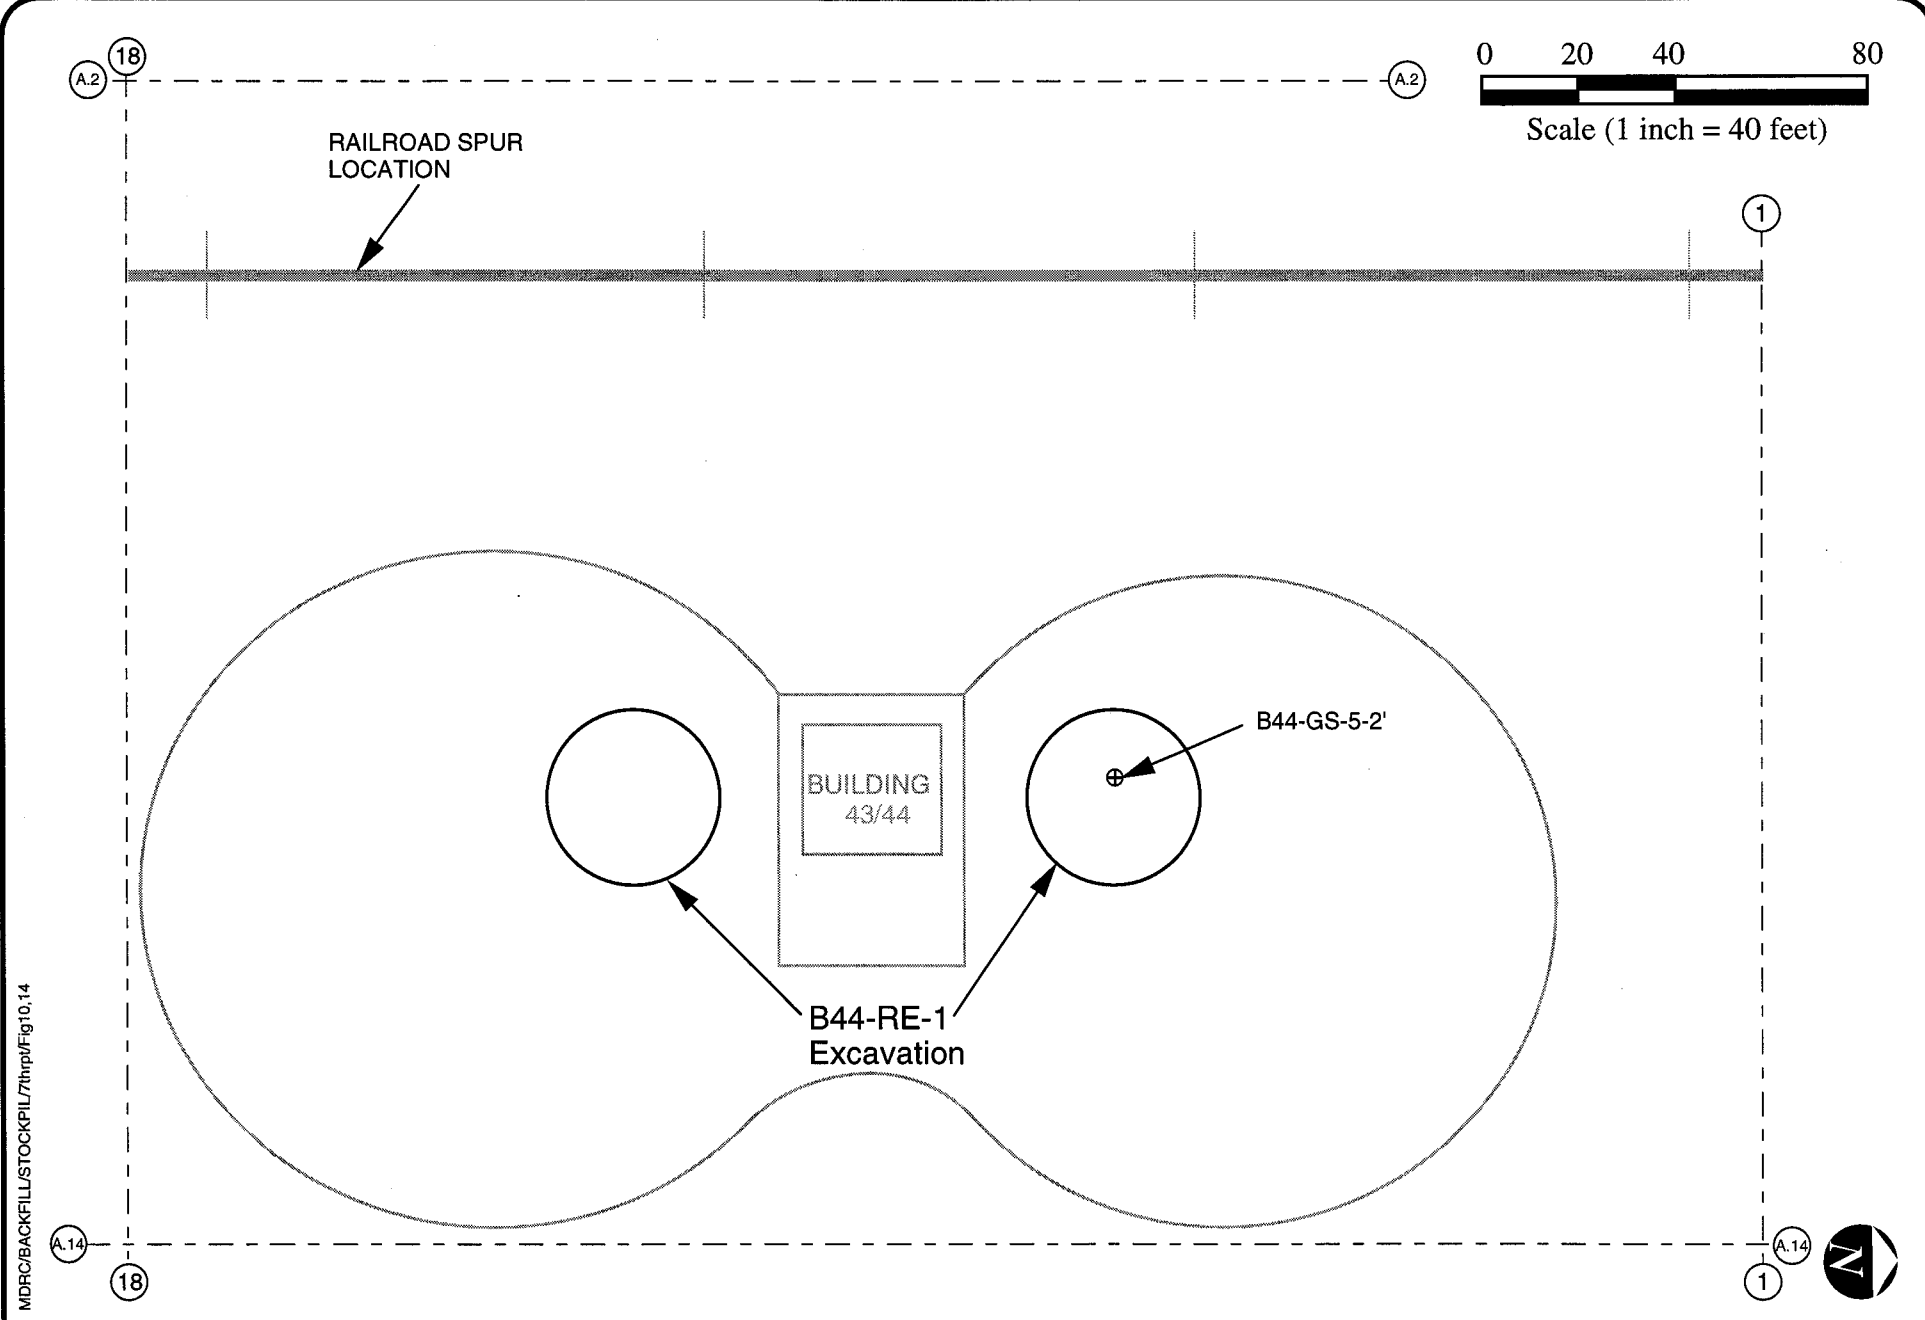 18
A.2
A.2
0 20 40 80
Scale (1 inch = 40 feet)
RAILROAD SPUR
LOCATION
1
B44-GS-5-2'
BUILDING
43/44
B44-RE-1
Excavation
MDRC/BACKFILL/STOCKPIL/7thrpt/Fig10,14
A.14
A.14
18
1
N